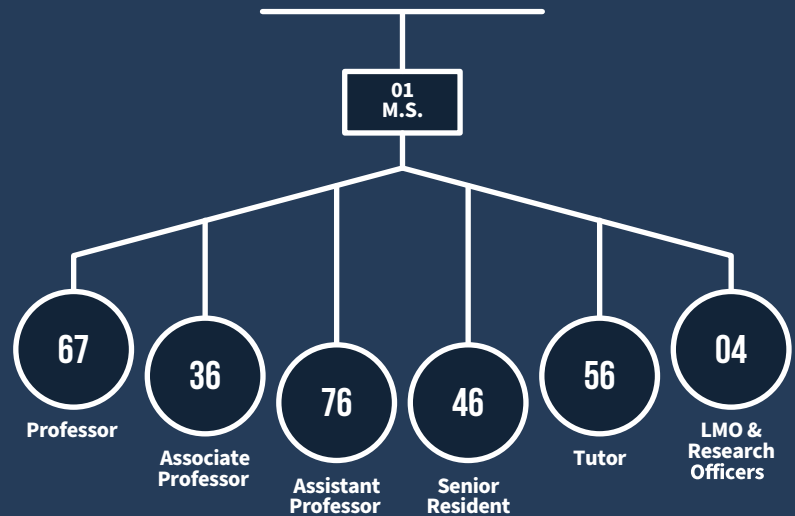 01
M.S.
67
Professor
36
Associate
Professor
76
Assistant
Professor
46
Senior
Resident
56
Tutor
04
LMO &
Research
Officers